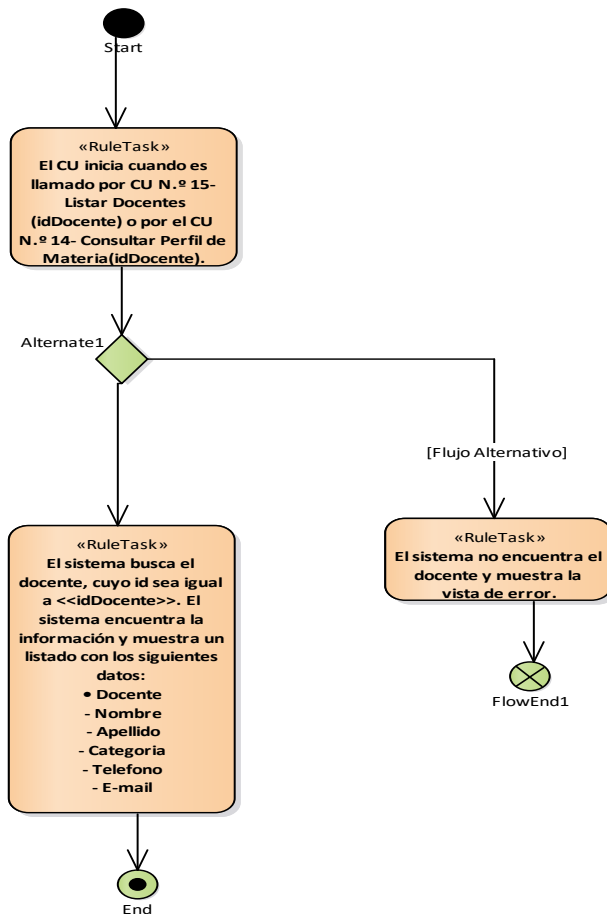 Start
«RuleTask»
El CU inicia cuando es
llamado por CU N.º 15-
Listar Docentes
(idDocente) o por el CU
N.º 14- Consultar Perfil de
Materia(idDocente).
Alternate1
[Flujo Alternativo]
«RuleTask»
El sistema busca el
docente, cuyo id sea igual
a <<idDocente>>. El
sistema encuentra la
información y muestra un
listado con los siguientes
datos:
• Docente
- Nombre
- Apellido
- Categoria
- Telefono
- E-mail
«RuleTask»
El sistema no encuentra el
docente y muestra la
vista de error.
FlowEnd1
End